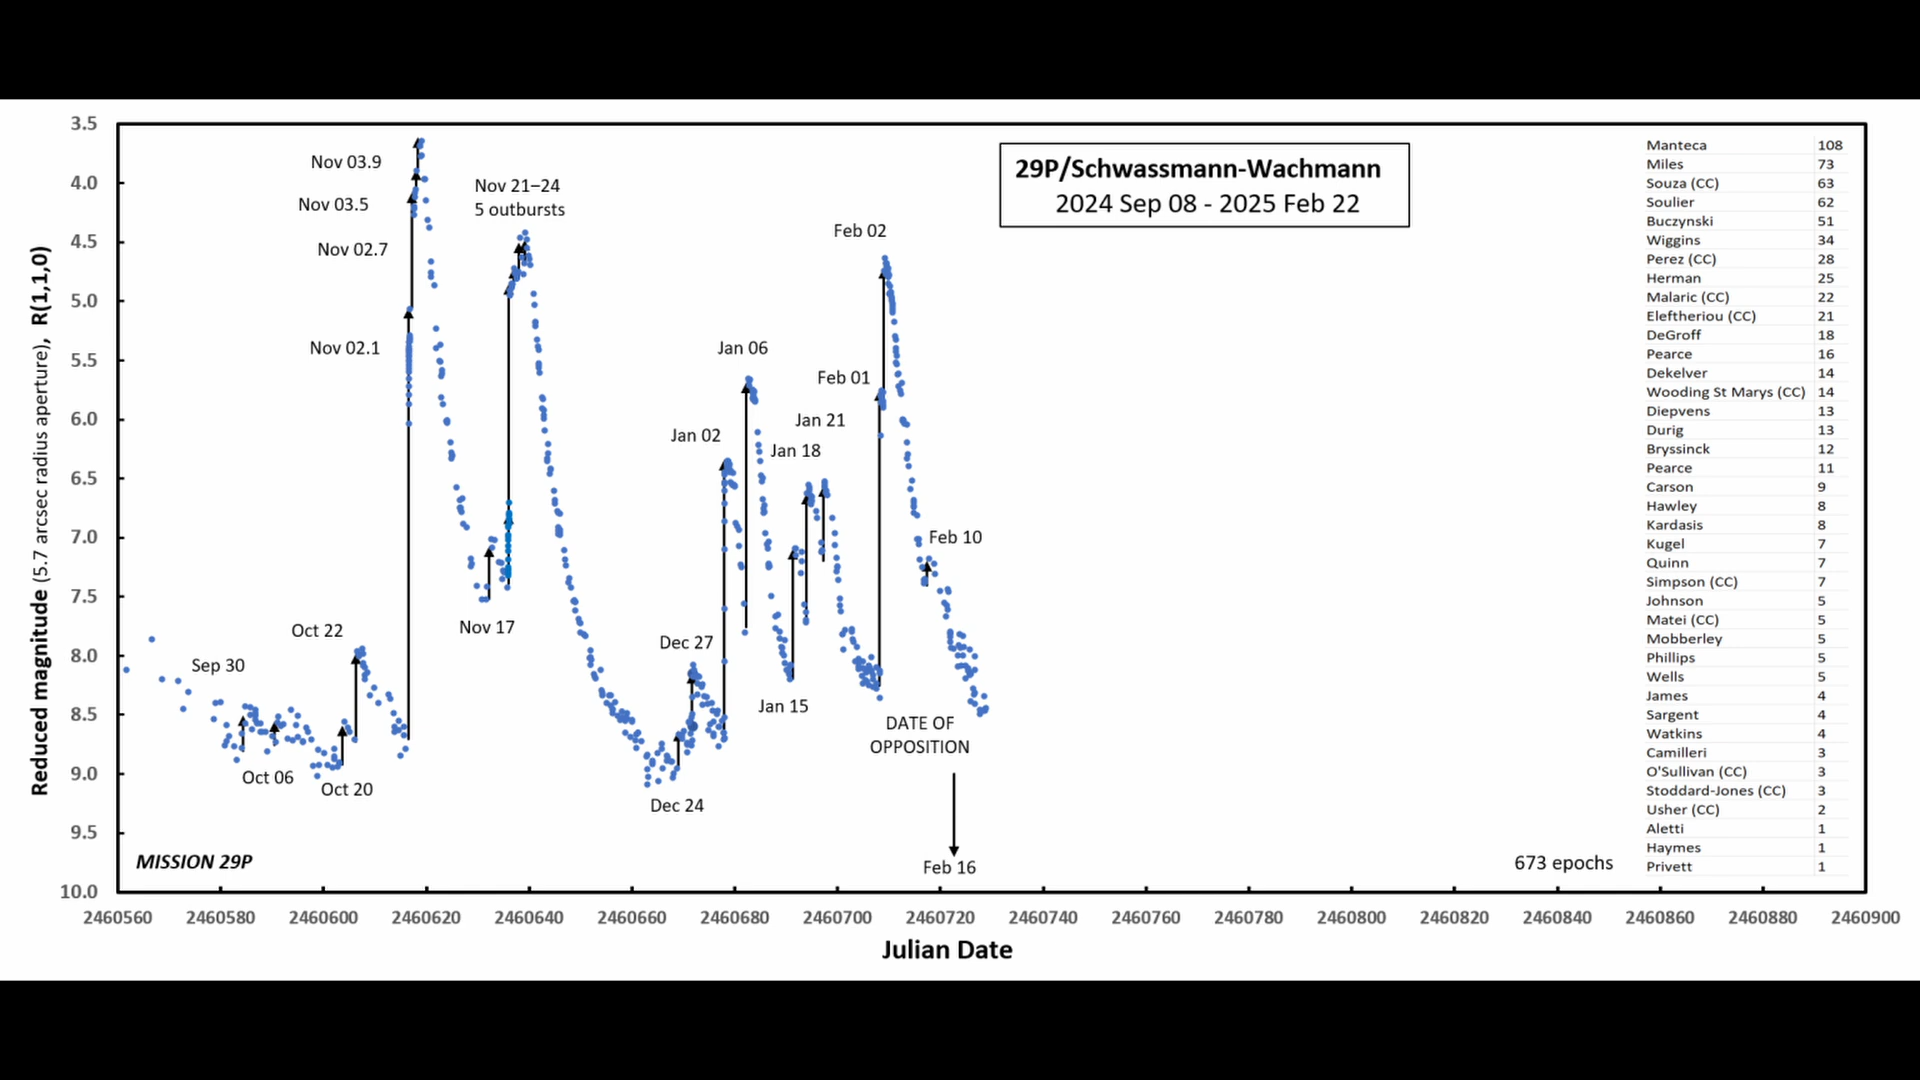 29P/Schwassmann-Wachmann
2024 Sep 08 - 2025 Feb 22
Reduced magnitude (5.7 arcsec radius aperture), R(1,1,0)
3.5
4.0
4.5
5.0
5.5
6.0
6.5
7.0
7.5
8.0
8.5
9.0
9.5
10.0
Nov 03.9
Nov 03.5
Nov 02.7
Nov 02.1
Nov 21–24
5 outbursts
Sep 30
Oct 06
Oct 20
Oct 22
Nov 17
Dec 24
Dec 27
Jan 02
Jan 06
Jan 15
Jan 18
Jan 21
Feb 01
Feb 02
Feb 10
DATE OF
OPPOSITION
Feb 16
MISSION 29P
673 epochs
Manteca 108
Miles 73
Souza (CC) 63
Soulier 62
Buczynski 51
Wiggins 34
Perez (CC) 28
Herman 25
Malaric (CC) 22
Eleftheriou (CC) 21
DeGroff 18
Pearce 16
Dekelver 14
Wooding St Marys (CC) 14
Diepvens 13
Durig 13
Bryssinck 12
Pearce 11
Carson 9
Hawley 8
Kardasis 8
Kugel 7
Quinn 7
Simpson (CC) 7
Johnson 5
Matei (CC) 5
Mobberley 5
Phillips 5
Wells 5
James 4
Sargent 4
Watkins 4
Camilleri 3
O'Sullivan (CC) 3
Stoddard-Jones (CC) 3
Usher (CC) 2
Aletti 1
Haymes 1
Privett 1
2460560 2460580 2460600 2460620 2460640 2460660 2460680 2460700 2460720 2460740 2460760 2460780 2460800 2460820 2460840 2460860 2460880 2460900
Julian Date